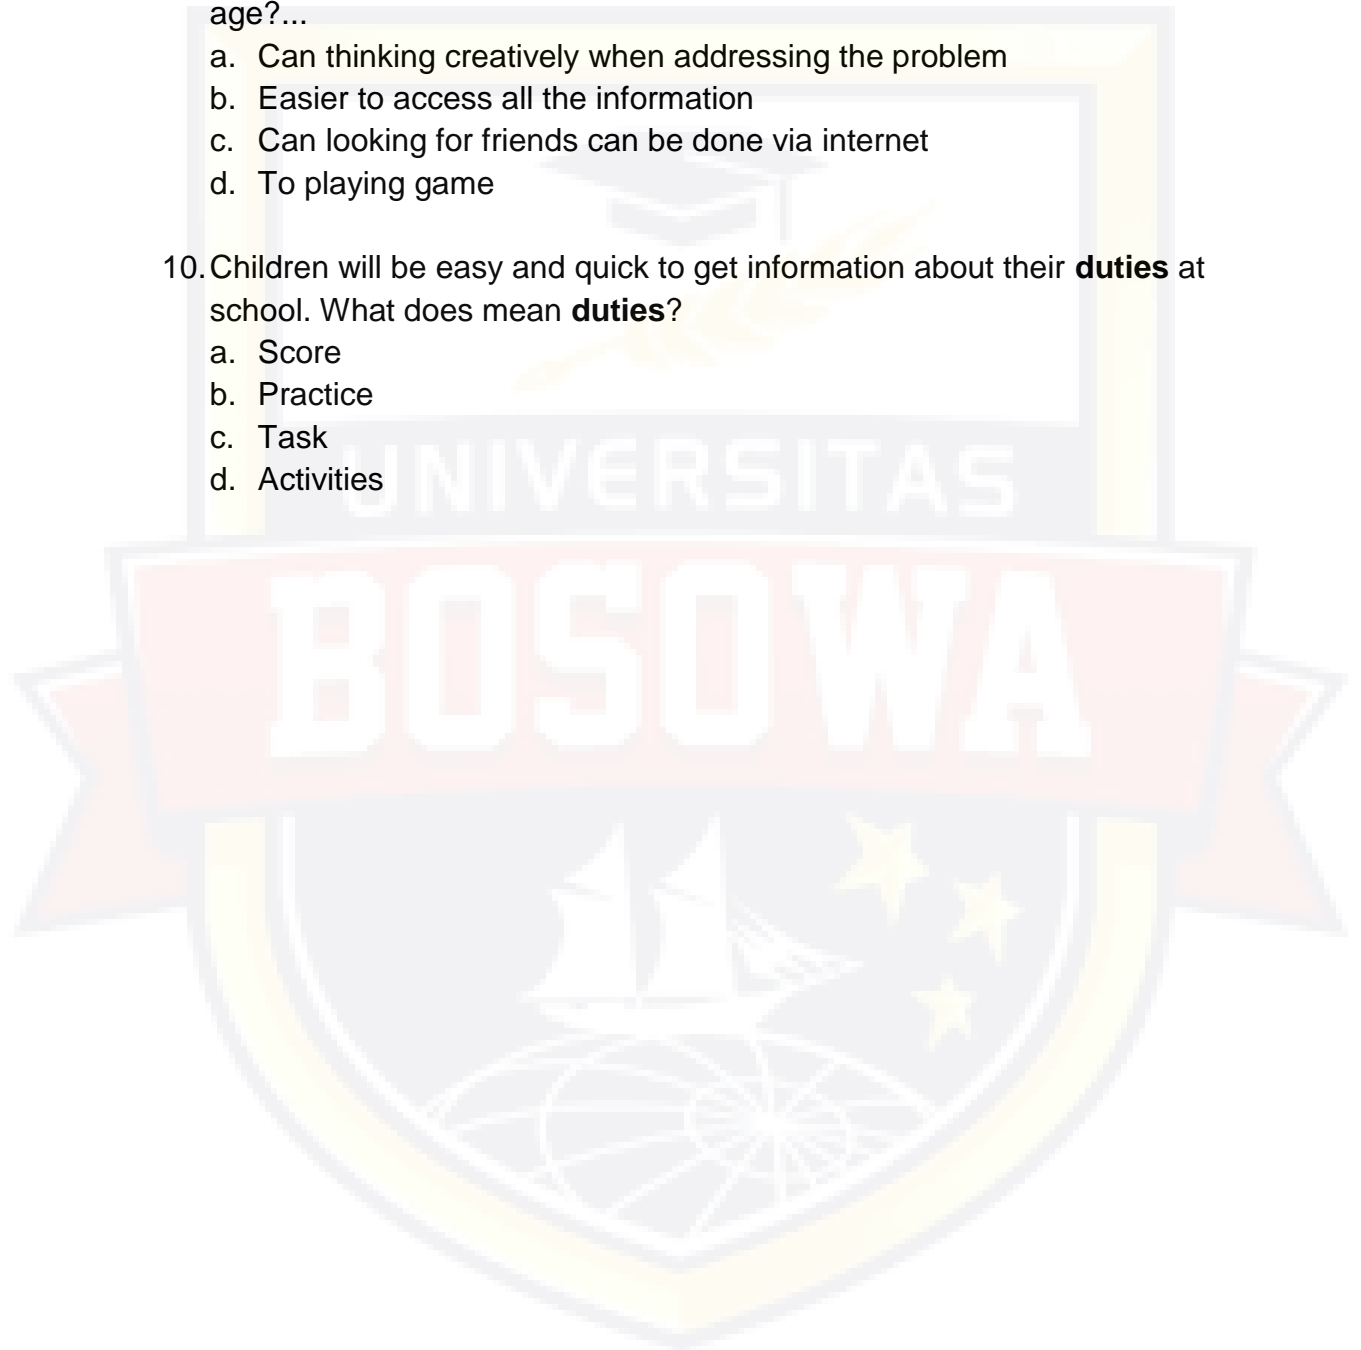 age?...
a. Can thinking creatively when addressing the problem
b. Easier to access all the information
c. Can looking for friends can be done via internet
d. To playing game
10. Children will be easy and quick to get information about their duties at
school. What does mean duties?
a. Score
b. Practice
c. Task
d. Activities
UNIVERSITAS
BOSOWA